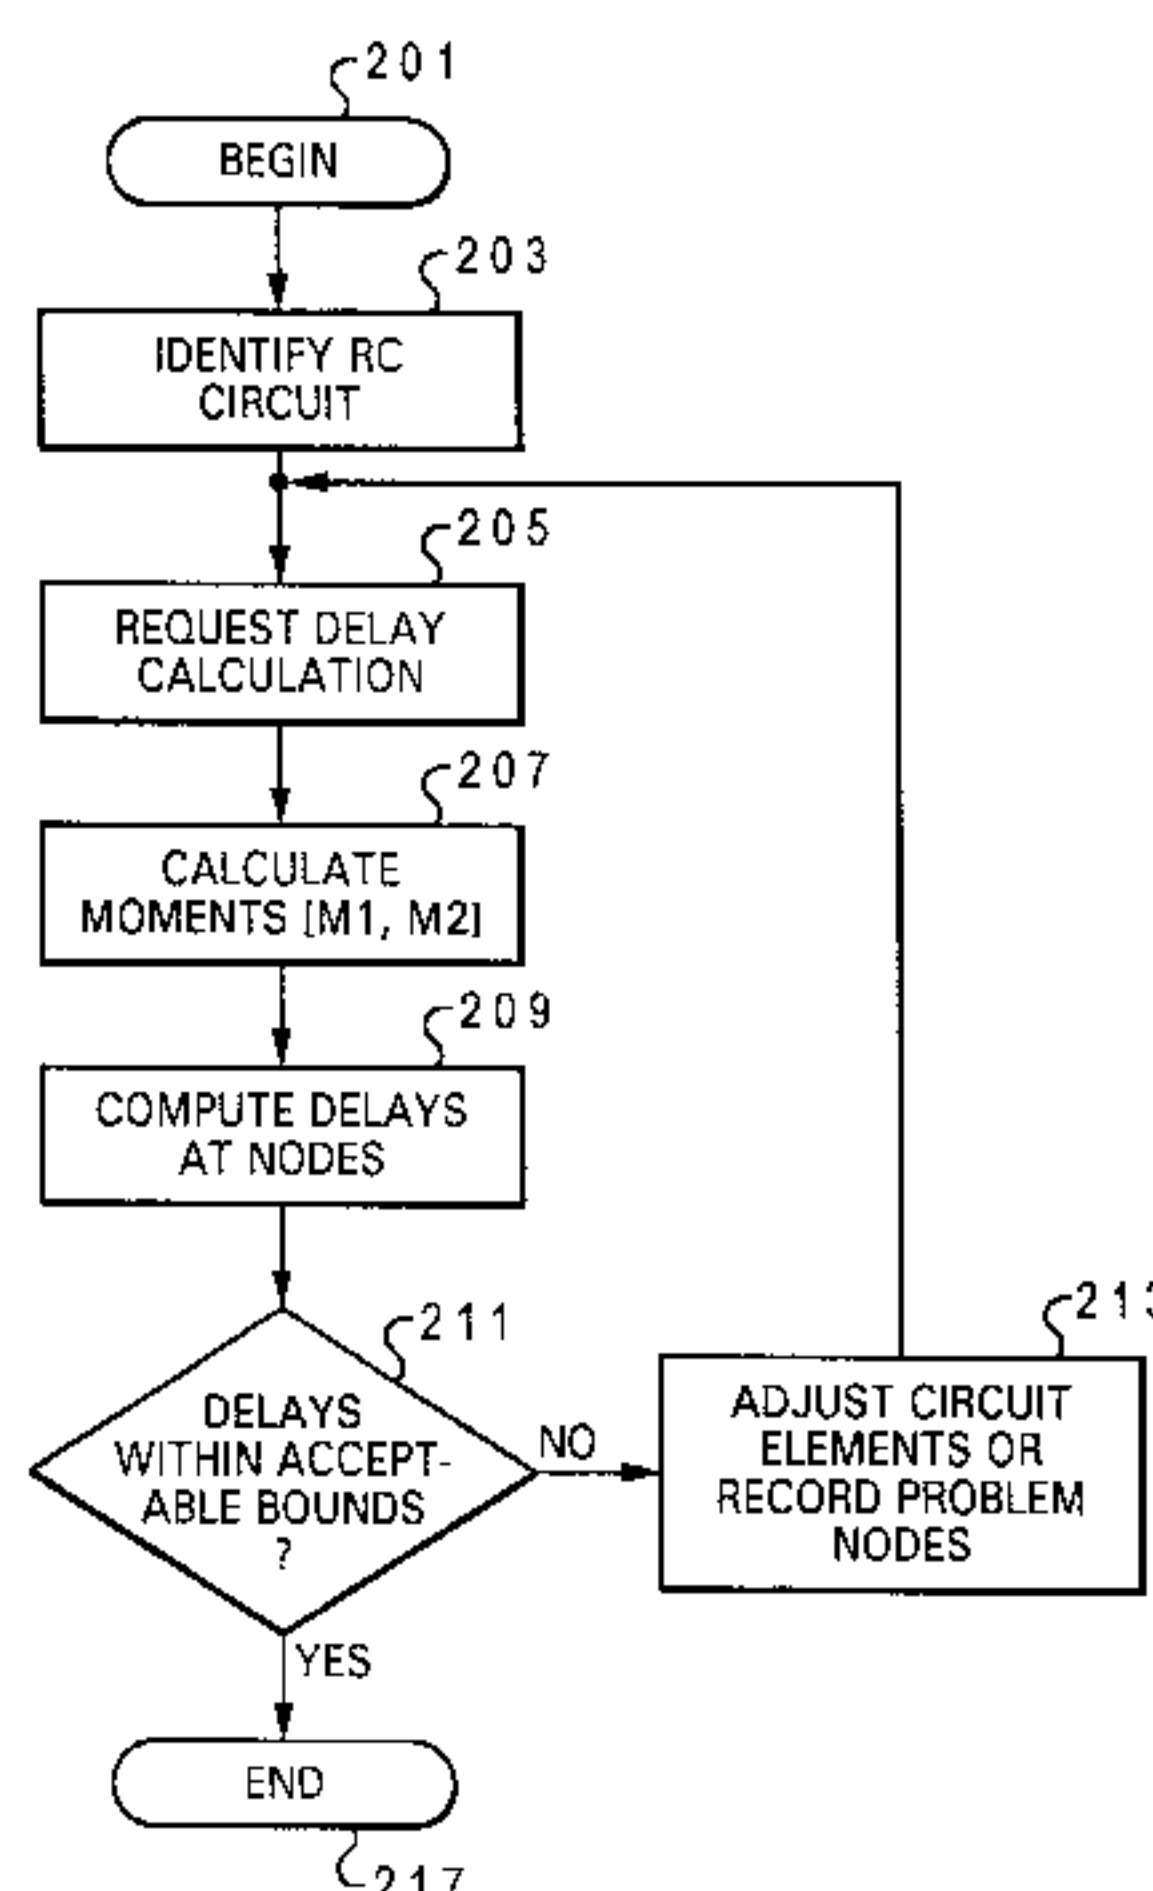 201
BEGIN
203
IDENTIFY RC
CIRCUIT
205
REQUEST DELAY
CALCULATION
207
CALCULATE
MOMENTS [M1, M2]
209
COMPUTE DELAYS
AT NODES
211
DELAYS
WITHIN ACCEPT-
ABLE BOUNDS
?
NO
213
ADJUST CIRCUIT
ELEMENTS OR
RECORD PROBLEM
NODES
YES
END
217